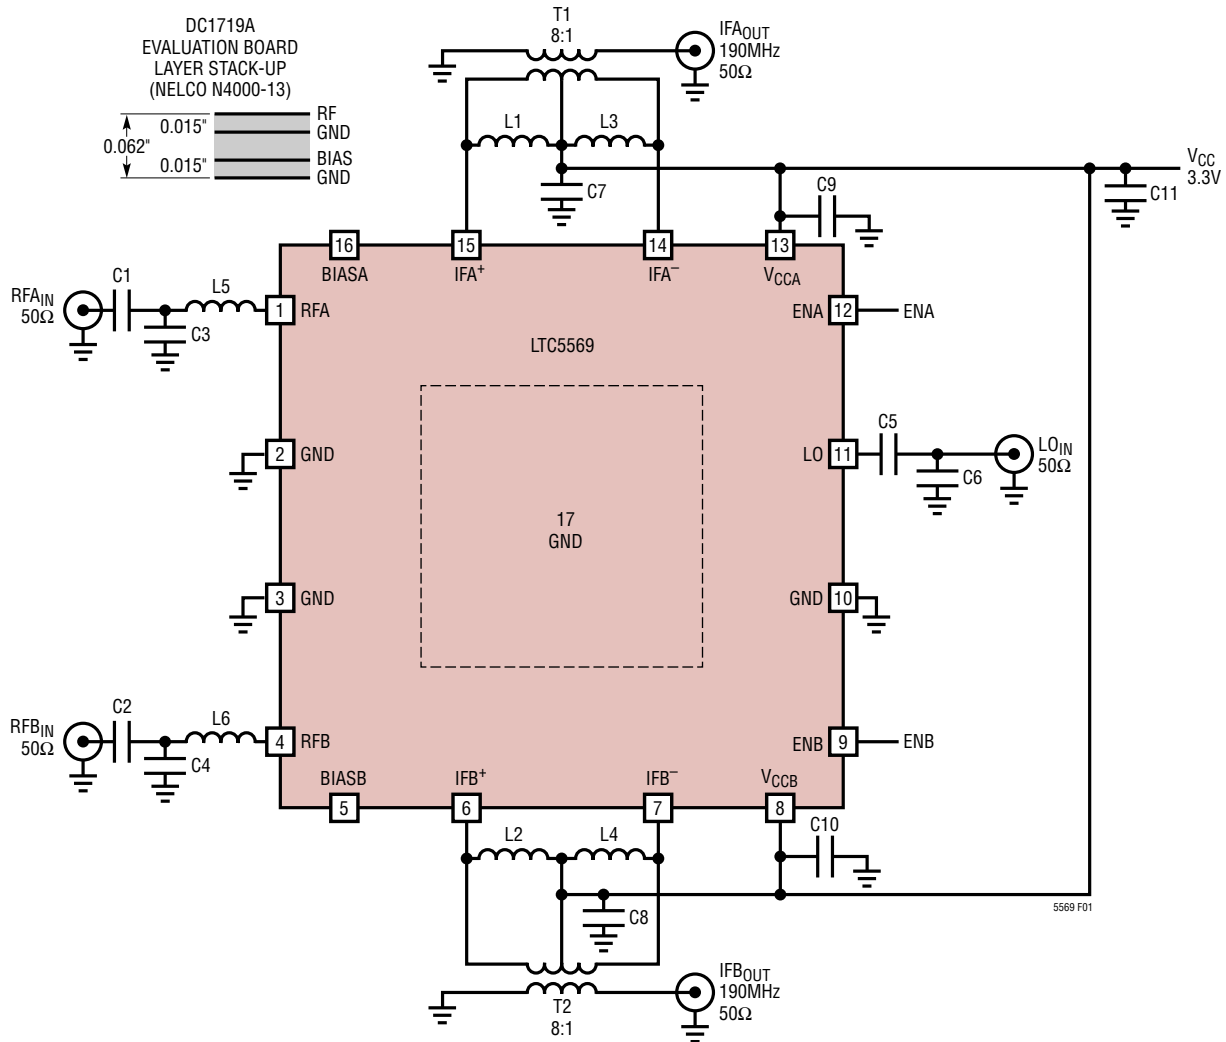 DC1719A
EVALUATION BOARD
LAYER STACK-UP
(NELCO N4000-13)
0.062"
0.015"
0.015"
RF
GND
BIAS
GND
T1
8:1
IFAOUT
190MHz
50Ω
L1
L3
C7
C9
VCC
3.3V
C11
16
BIASA
15
IFA+
14
IFA–
13
VCCA
RFAIN
50Ω
C1
C3
L5
1
RFA
12
ENA
ENA
LTC5569
2
GND
LO
11
C5
C6
LOIN
50Ω
17
GND
3
GND
GND
10
RFBIN
50Ω
C2
C4
L6
4
RFB
ENB
9
ENB
BIASB
5
IFB+
6
IFB–
7
VCCB
8
L2
L4
C10
C8
5569 F01
T2
8:1
IFBOUT
190MHz
50Ω